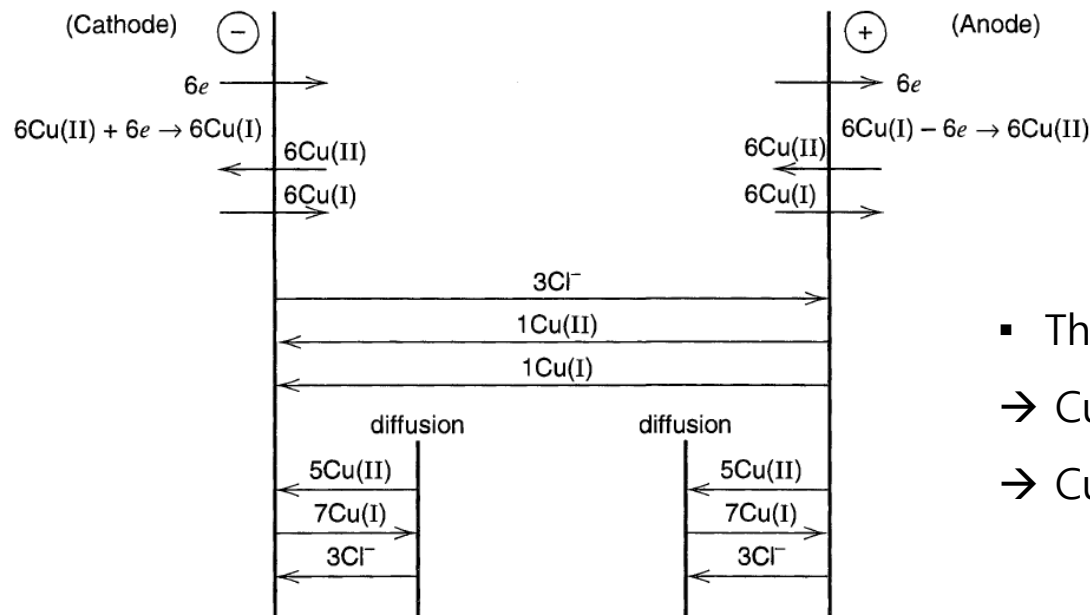 (Cathode) − + (Anode)
6e 6e
6Cu(II) + 6e → 6Cu(I) 6Cu(I) − 6e → 6Cu(II)
6Cu(II) 6Cu(II)
6Cu(I) 6Cu(I)
3Cl⁻
1Cu(II)
▪ Th
1Cu(I)
→ Cu
diffusion diffusion
5Cu(II) 5Cu(II)
→ Cu
7Cu(I) 7Cu(I)
3Cl⁻ 3Cl⁻